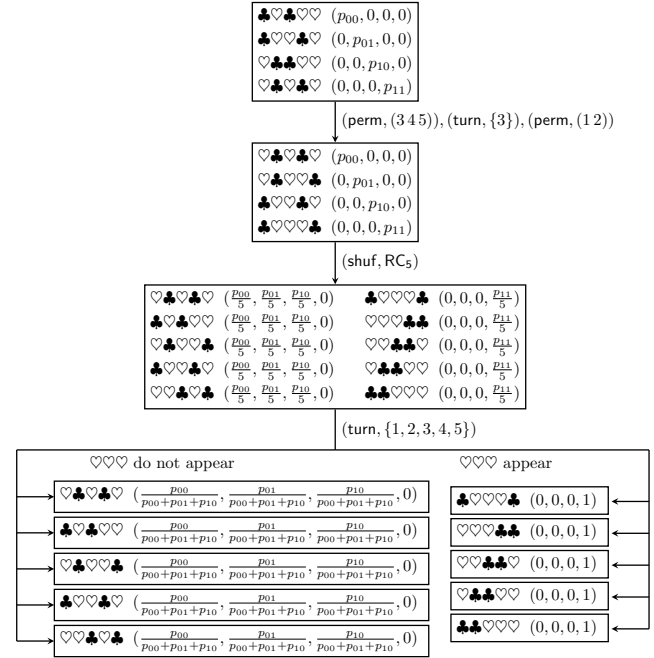 ♣♡♣♡♡ (p₀₀, 0, 0, 0)
♣♡♡♣♡ (0, p₀₁, 0, 0)
♡♣♣♡♡ (0, 0, p₁₀, 0)
♡♣♡♣♡ (0, 0, 0, p₁₁)
(perm, (3 4 5)), (turn, {3}), (perm, (1 2))
♡♣♡♣♡ (p₀₀, 0, 0, 0)
♡♣♡♡♣ (0, p₀₁, 0, 0)
♣♡♡♣♡ (0, 0, p₁₀, 0)
♣♡♡♡♣ (0, 0, 0, p₁₁)
(shuf, RC₅)
♡♣♡♣♡ (p₀₀/5, p₀₁/5, p₁₀/5, 0) ♣♡♡♡♣ (0, 0, 0, p₁₁/5)
♣♡♣♡♡ (p₀₀/5, p₀₁/5, p₁₀/5, 0) ♡♡♡♣♣ (0, 0, 0, p₁₁/5)
♡♣♡♡♣ (p₀₀/5, p₀₁/5, p₁₀/5, 0) ♡♡♣♣♡ (0, 0, 0, p₁₁/5)
♣♡♡♣♡ (p₀₀/5, p₀₁/5, p₁₀/5, 0) ♡♣♣♡♡ (0, 0, 0, p₁₁/5)
♡♡♣♡♣ (p₀₀/5, p₀₁/5, p₁₀/5, 0) ♣♣♡♡♡ (0, 0, 0, p₁₁/5)
(turn, {1, 2, 3, 4, 5})
♡♡♡ do not appear
♡♣♡♣♡ (p₀₀/(p₀₀+p₀₁+p₁₀), p₀₁/(p₀₀+p₀₁+p₁₀), p₁₀/(p₀₀+p₀₁+p₁₀), 0)
♣♡♣♡♡ (p₀₀/(p₀₀+p₀₁+p₁₀), p₀₁/(p₀₀+p₀₁+p₁₀), p₁₀/(p₀₀+p₀₁+p₁₀), 0)
♡♣♡♡♣ (p₀₀/(p₀₀+p₀₁+p₁₀), p₀₁/(p₀₀+p₀₁+p₁₀), p₁₀/(p₀₀+p₀₁+p₁₀), 0)
♣♡♡♣♡ (p₀₀/(p₀₀+p₀₁+p₁₀), p₀₁/(p₀₀+p₀₁+p₁₀), p₁₀/(p₀₀+p₀₁+p₁₀), 0)
♡♡♣♡♣ (p₀₀/(p₀₀+p₀₁+p₁₀), p₀₁/(p₀₀+p₀₁+p₁₀), p₁₀/(p₀₀+p₀₁+p₁₀), 0)
♡♡♡ appear
♣♡♡♡♣ (0, 0, 0, 1)
♡♡♡♣♣ (0, 0, 0, 1)
♡♡♣♣♡ (0, 0, 0, 1)
♡♣♣♡♡ (0, 0, 0, 1)
♣♣♡♡♡ (0, 0, 0, 1)